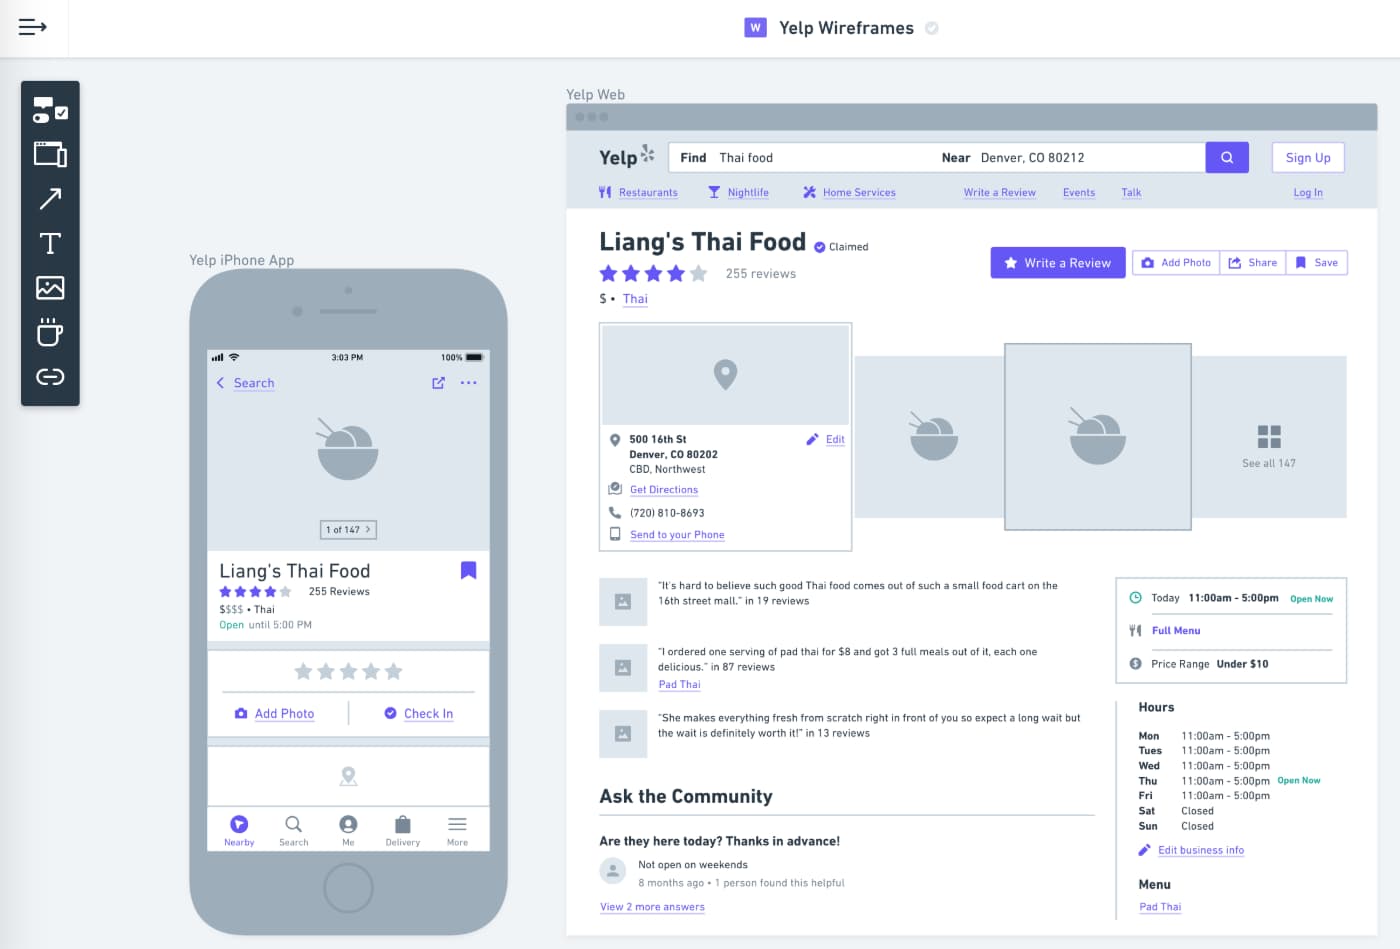 W Yelp Wireframes
Yelp iPhone App
3:03 PM
100%
Search
1 of 147
Liang's Thai Food
255 Reviews
$$$$ • Thai
Open until 5:00 PM
Add Photo
Check In
Nearby
Search
Me
Delivery
More
Yelp Web
Yelp
Find Thai food
Near Denver, CO 80212
Sign Up
Restaurants
Nightlife
Home Services
Write a Review
Events
Talk
Log In
Liang's Thai Food
Claimed
255 reviews
$ • Thai
Write a Review
Add Photo
Share
Save
500 16th St
Denver, CO 80202
CBD, Northwest
Edit
Get Directions
(720) 810-8693
Send to your Phone
See all 147
"It's hard to believe such good Thai food comes out of such a small food cart on the
16th street mall." in 19 reviews
"I ordered one serving of pad thai for $8 and got 3 full meals out of it, each one
delicious." in 87 reviews
Pad Thai
"She makes everything fresh from scratch right in front of you so expect a long wait but
the wait is definitely worth it!" in 13 reviews
Ask the Community
Are they here today? Thanks in advance!
Not open on weekends
8 months ago • 1 person found this helpful
View 2 more answers
Today 11:00am - 5:00pm Open Now
Full Menu
Price Range Under $10
Hours
Mon 11:00am - 5:00pm
Tues 11:00am - 5:00pm
Wed 11:00am - 5:00pm
Thu 11:00am - 5:00pm Open Now
Fri 11:00am - 5:00pm
Sat Closed
Sun Closed
Edit business info
Menu
Pad Thai